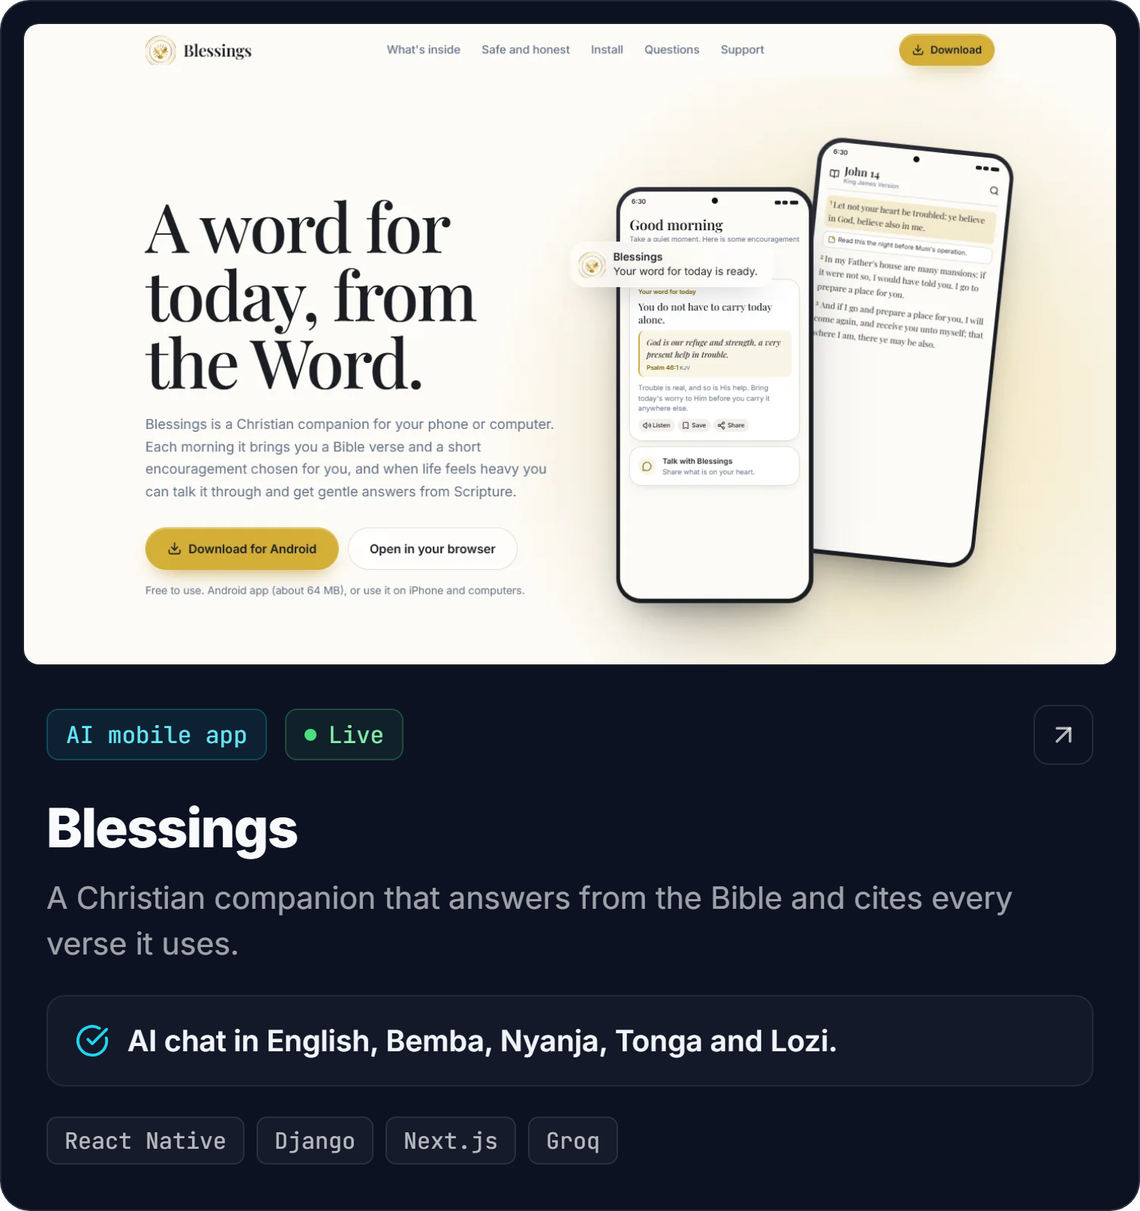 Blessings
What's inside
Safe and honest
Install
Questions
Support
Download
A word for
today, from
the Word.
Blessings is a Christian companion for your phone or computer.
Each morning it brings you a Bible verse and a short
encouragement chosen for you, and when life feels heavy you
can talk it through and get gentle answers from Scripture.
Download for Android
Open in your browser
Free to use. Android app (about 64 MB), or use it on iPhone and computers.
6:30
Good morning
Take a quiet moment. Here is some encouragement
Blessings
Your word for today is ready.
Your word for today
You do not have to carry today
alone.
God is our refuge and strength, a very
present help in trouble.
Psalm 46:1 KJV
Trouble is real, and so is His help. Bring
today's worry to Him before you carry it
anywhere else.
Listen
Save
Share
Talk with Blessings
Share what is on your heart.
6:30
John 14
King James Version
1 Let not your heart be troubled: ye believe
in God, believe also in me.
Read this the night before Mum's operation.
2 In my Father's house are many mansions: if
it were not so, I would have told you. I go to
prepare a place for you.
3 And if I go and prepare a place for you, I will
come again, and receive you unto myself; that
where I am, there ye may be also.
AI mobile app
Live
Blessings
A Christian companion that answers from the Bible and cites every
verse it uses.
AI chat in English, Bemba, Nyanja, Tonga and Lozi.
React Native
Django
Next.js
Groq